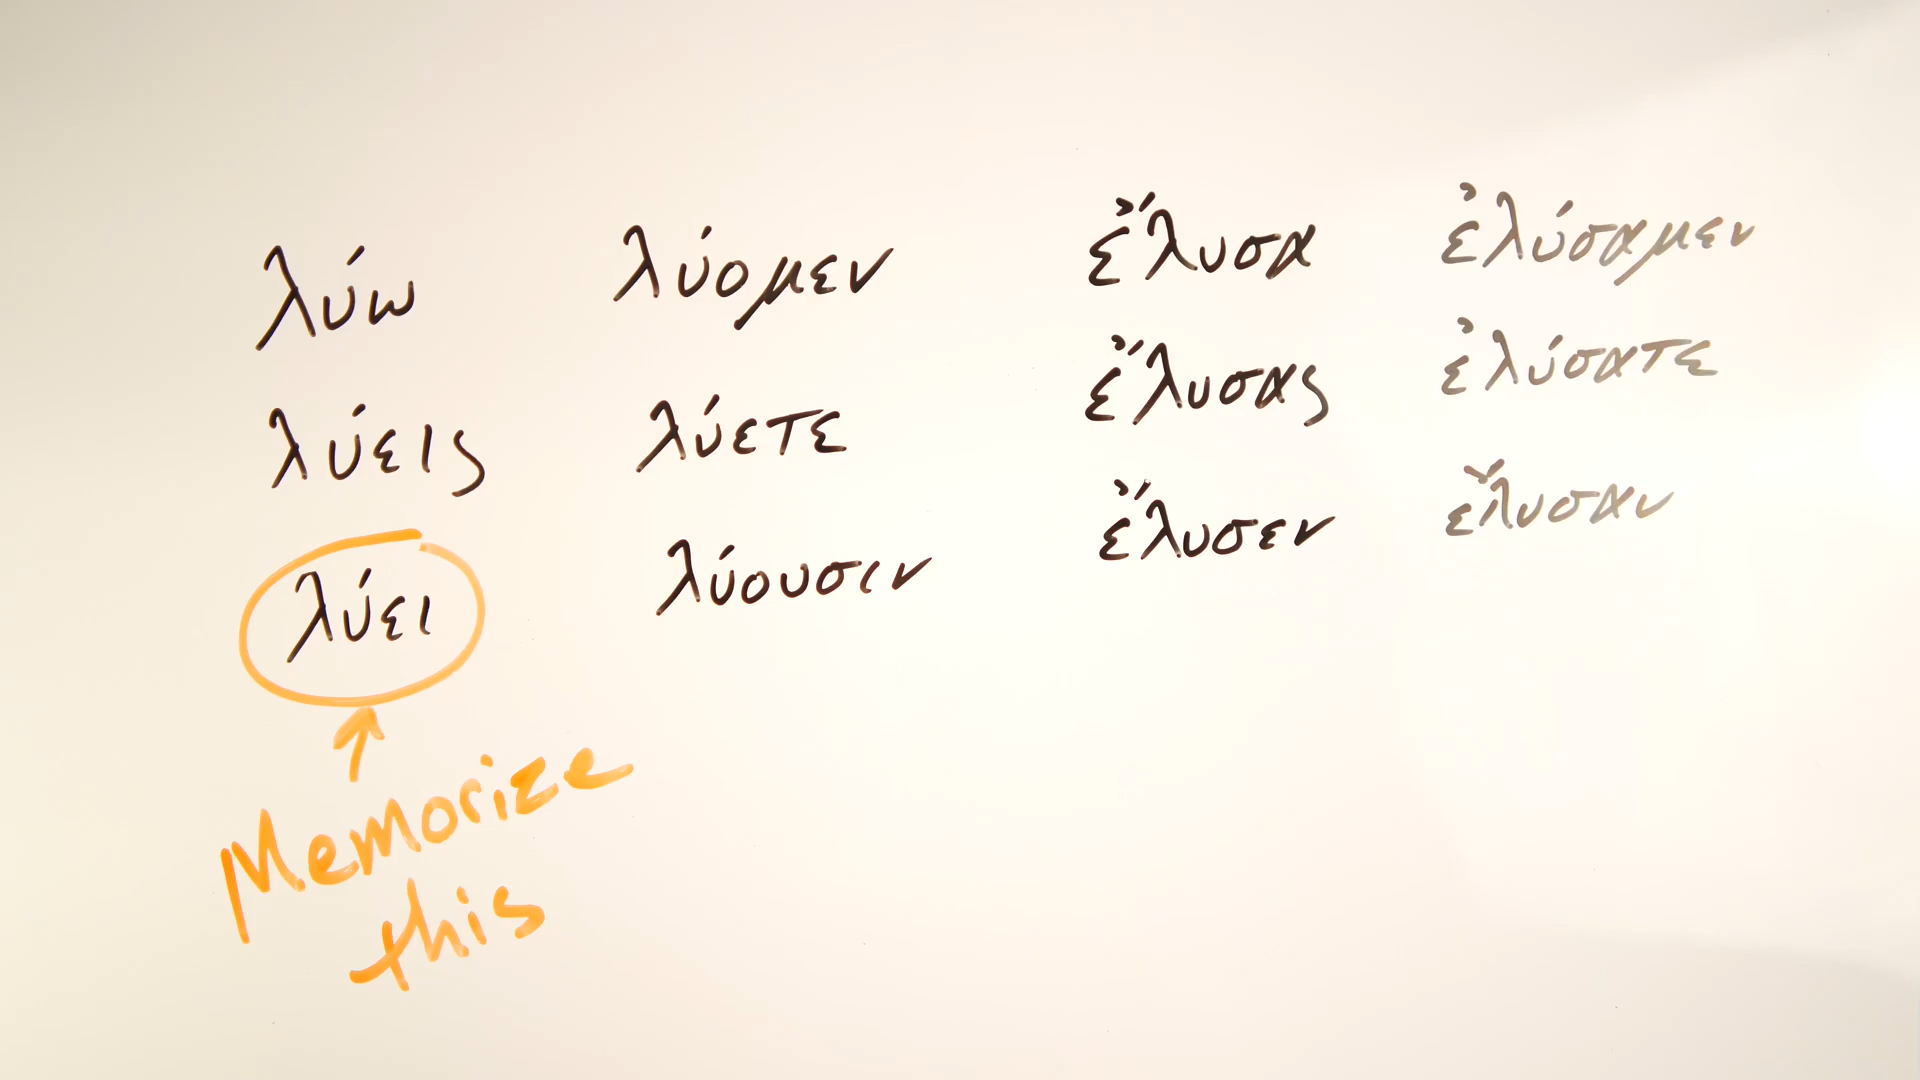 λύω λύομεν ἔλυσα ἐλύσαμεν
λύεις λύετε ἔλυσας ἐλύσατε
λύει λύουσιν ἔλυσεν ἔλυσαν
Memorize
this